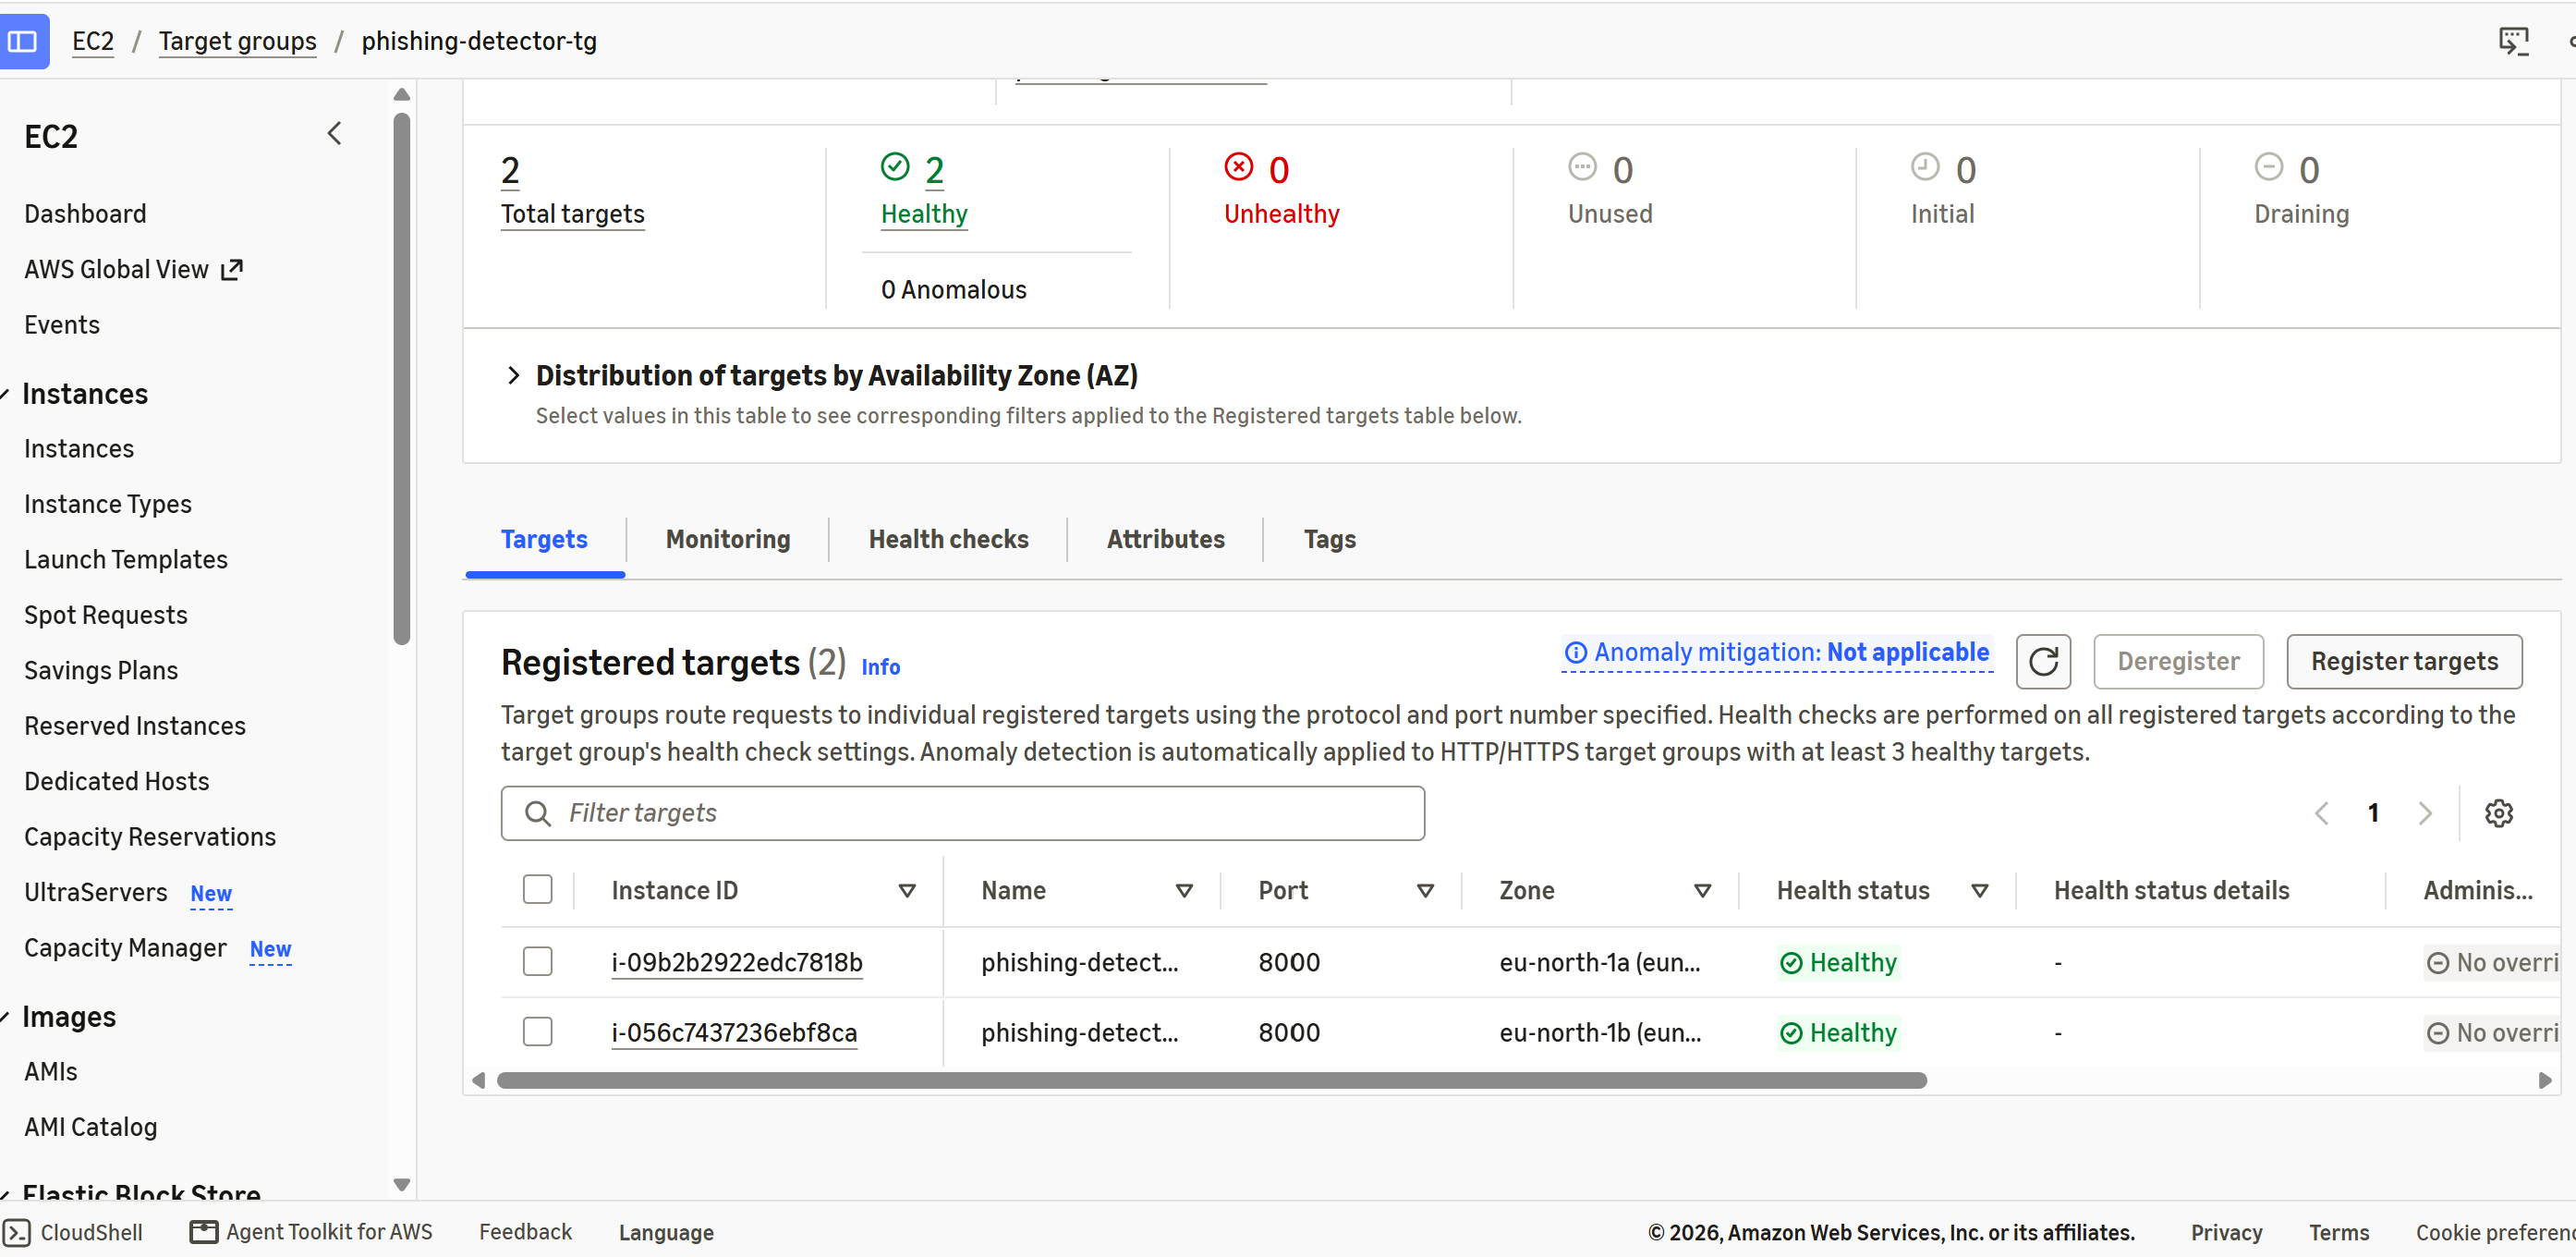 EC2 / Target groups / phishing-detector-tg
EC2
Dashboard
AWS Global View
Events
Instances
Instances
Instance Types
Launch Templates
Spot Requests
Savings Plans
Reserved Instances
Dedicated Hosts
Capacity Reservations
UltraServers New
Capacity Manager New
Images
AMIs
AMI Catalog
Elastic Block Store
2
Total targets
2
Healthy
0 Anomalous
0
Unhealthy
0
Unused
0
Initial
0
Draining
Distribution of targets by Availability Zone (AZ)
Select values in this table to see corresponding filters applied to the Registered targets table below.
Targets Monitoring Health checks Attributes Tags
Registered targets (2) Info
Anomaly mitigation: Not applicable Deregister Register targets
Target groups route requests to individual registered targets using the protocol and port number specified. Health checks are performed on all registered targets according to the
target group's health check settings. Anomaly detection is automatically applied to HTTP/HTTPS target groups with at least 3 healthy targets.
Filter targets
1
Instance ID Name Port Zone Health status Health status details Adminis...
i-09b2b2922edc7818b phishing-detect... 8000 eu-north-1a (eun... Healthy - No overri
i-056c7437236ebf8ca phishing-detect... 8000 eu-north-1b (eun... Healthy - No overri
CloudShell Agent Toolkit for AWS Feedback Language © 2026, Amazon Web Services, Inc. or its affiliates. Privacy Terms Cookie preferen